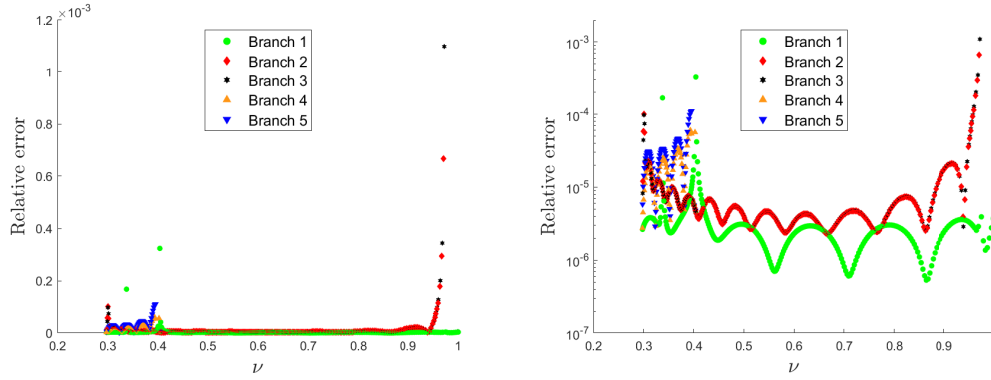 ×10⁻³
1.2
1
0.8
0.6
0.4
0.2
0
0.2 0.3 0.4 0.5 0.6 0.7 0.8 0.9 1
Relative error
ν
Branch 1
Branch 2
Branch 3
Branch 4
Branch 5
10⁻³
10⁻⁴
10⁻⁵
10⁻⁶
10⁻⁷
0.2 0.3 0.4 0.5 0.6 0.7 0.8 0.9
Relative error
ν
Branch 1
Branch 2
Branch 3
Branch 4
Branch 5